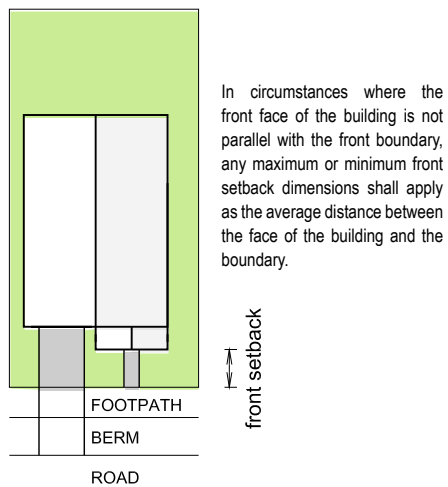 In circumstances where the
front face of the building is not
parallel with the front boundary,
any maximum or minimum front
setback dimensions shall apply
as the average distance between
the face of the building and the
boundary.
front setback
FOOTPATH
BERM
ROAD